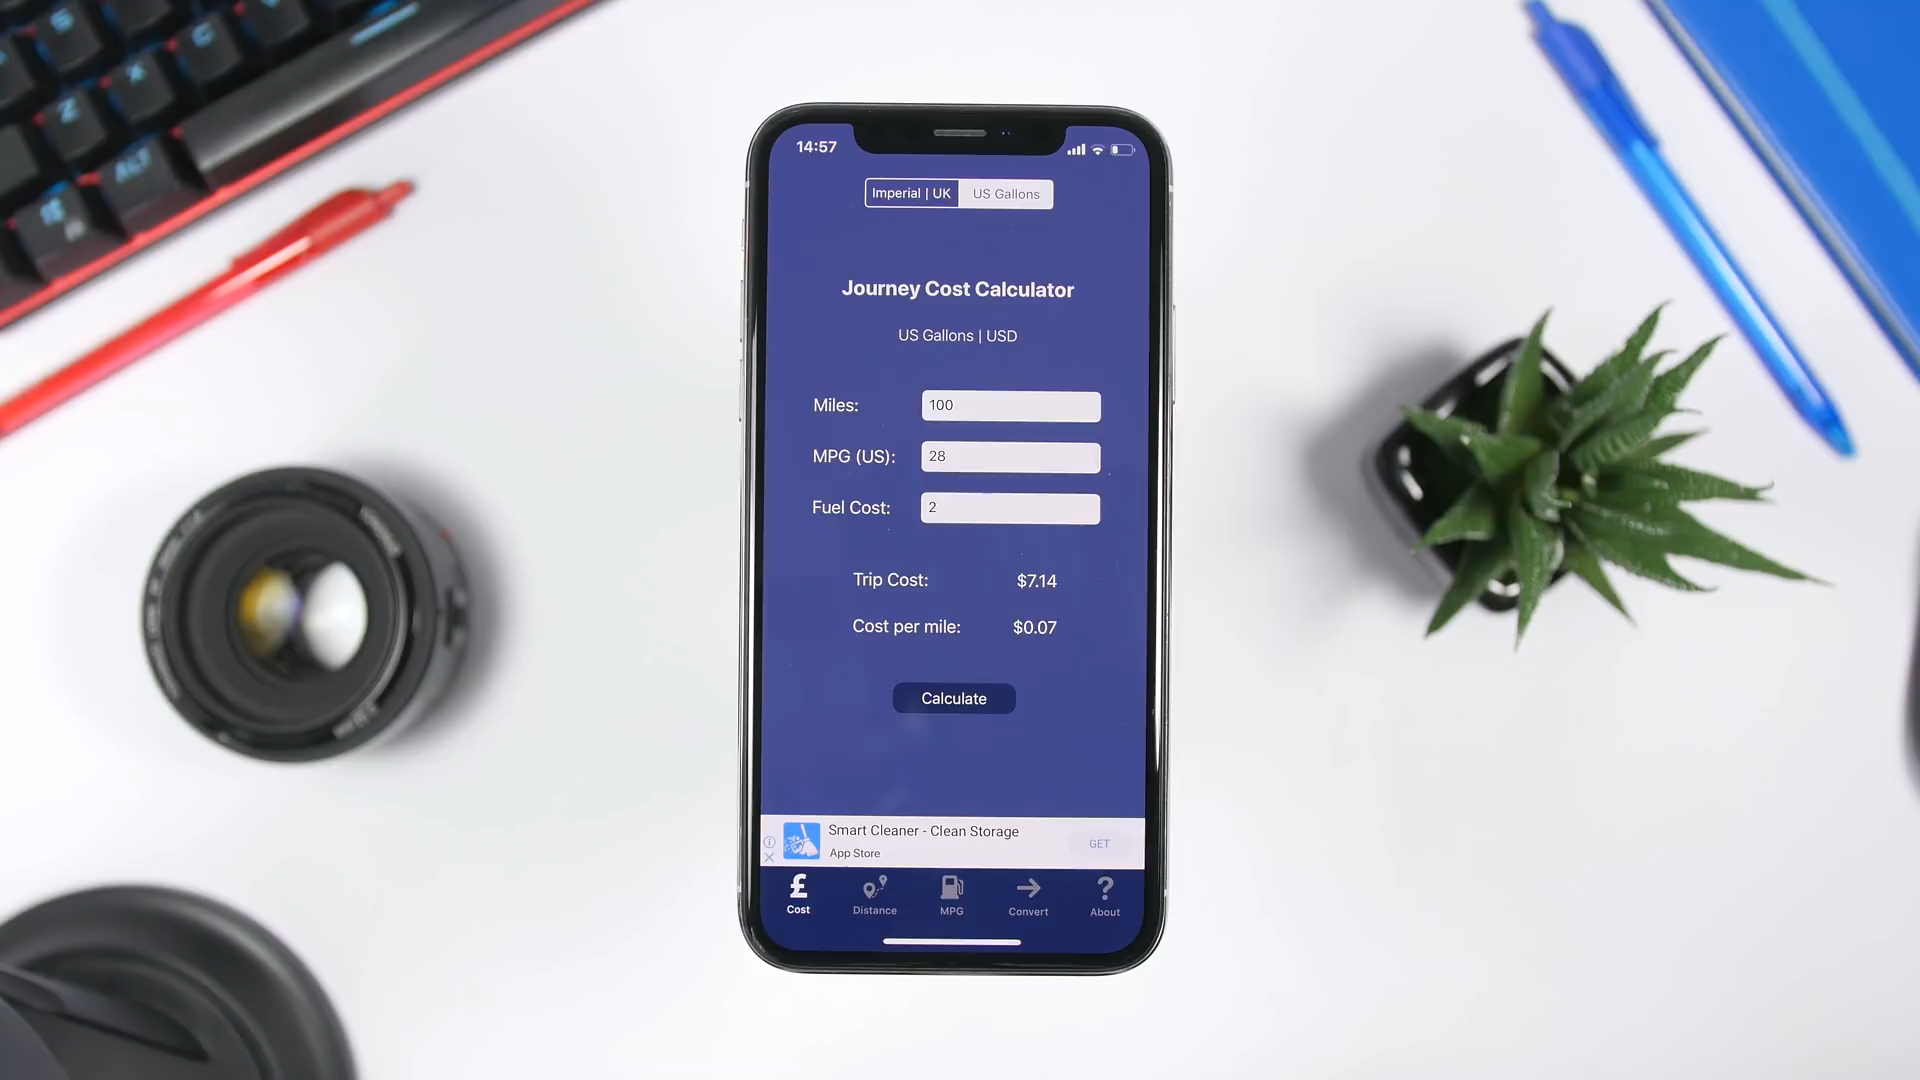 S
C
X
Z
ALT
14:57
Imperial | UK
US Gallons
Journey Cost Calculator
US Gallons | USD
Miles:
100
MPG (US):
28
Fuel Cost:
2
Trip Cost:
$7.14
Cost per mile:
$0.07
Calculate
Smart Cleaner - Clean Storage
App Store
GET
£
?
Cost
Distance
MPG
Convert
About